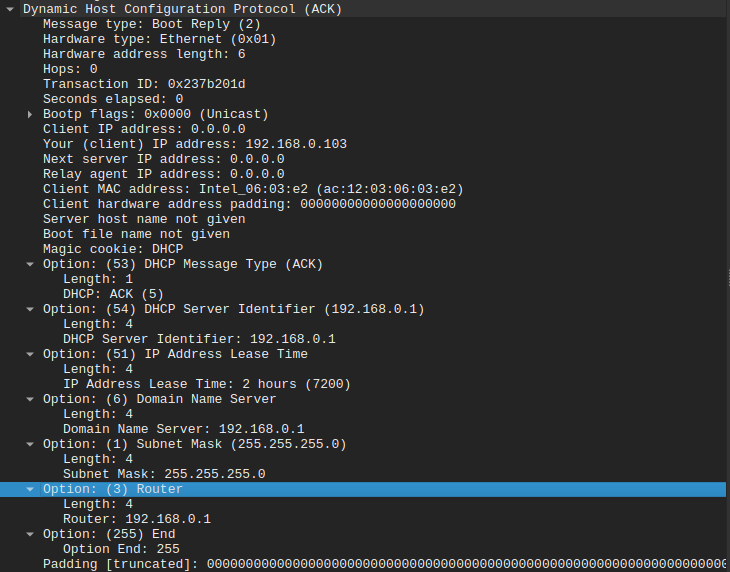 Dynamic Host Configuration Protocol (ACK)
Message type: Boot Reply (2)
Hardware type: Ethernet (0x01)
Hardware address length: 6
Hops: 0
Transaction ID: 0x237b201d
Seconds elapsed: 0
Bootp flags: 0x0000 (Unicast)
Client IP address: 0.0.0.0
Your (client) IP address: 192.168.0.103
Next server IP address: 0.0.0.0
Relay agent IP address: 0.0.0.0
Client MAC address: Intel_06:03:e2 (ac:12:03:06:03:e2)
Client hardware address padding: 00000000000000000000
Server host name not given
Boot file name not given
Magic cookie: DHCP
Option: (53) DHCP Message Type (ACK)
Length: 1
DHCP: ACK (5)
Option: (54) DHCP Server Identifier (192.168.0.1)
Length: 4
DHCP Server Identifier: 192.168.0.1
Option: (51) IP Address Lease Time
Length: 4
IP Address Lease Time: 2 hours (7200)
Option: (6) Domain Name Server
Length: 4
Domain Name Server: 192.168.0.1
Option: (1) Subnet Mask (255.255.255.0)
Length: 4
Subnet Mask: 255.255.255.0
Option: (3) Router
Length: 4
Router: 192.168.0.1
Option: (255) End
Option End: 255
Padding [truncated]: 0000000000000000000000000000000000000000000000000000000000000000000